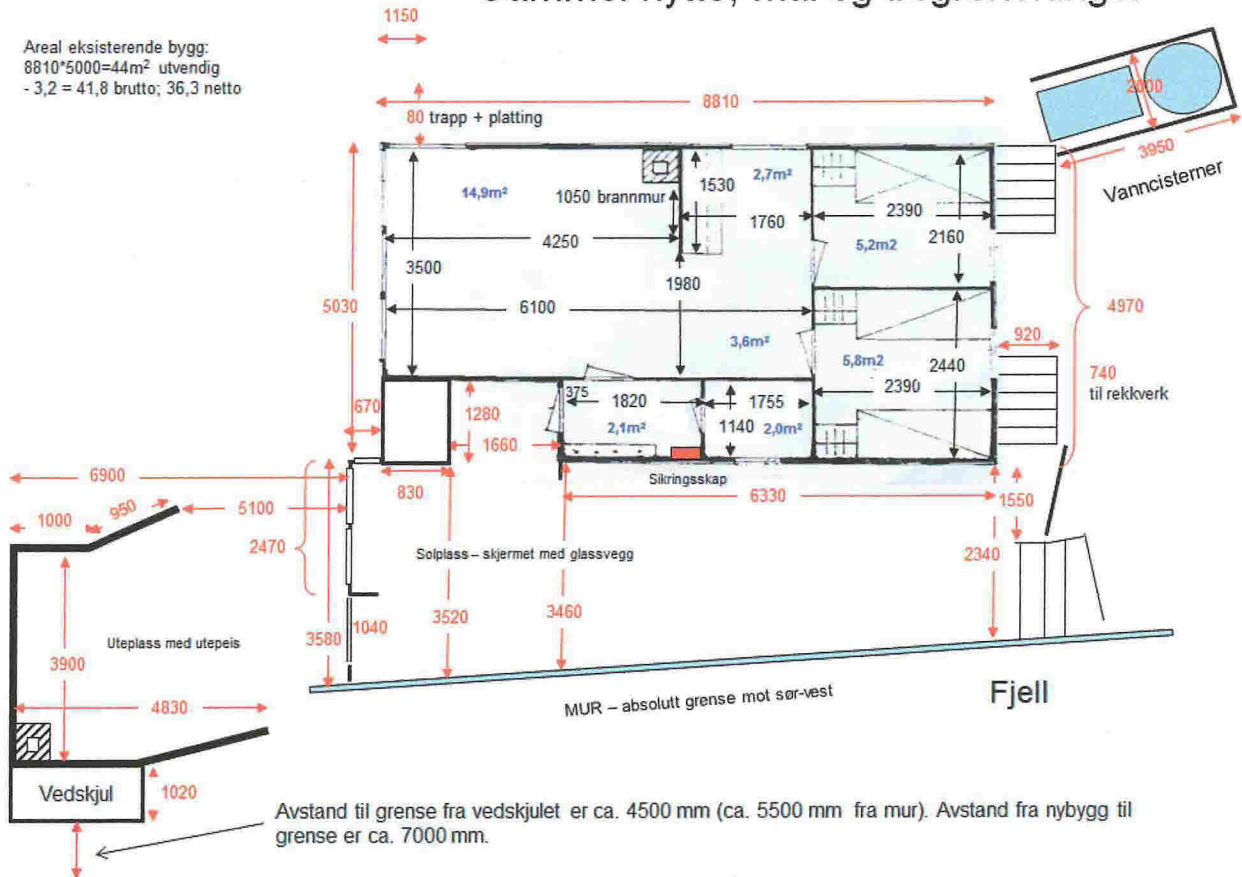 1150
Areal eksisterende bygg:
8810*5000=44m² utvendig
- 3,2 = 41,8 brutto; 36,3 netto
8810
2000
80 trapp + platting
3950
Vanncisterner
14,9m²
1050 brannmur
1530
2,7m²
1760
2390
2160
5,2m2
4250
3500
1980
5030
6100
4970
3,6m²
920
5,8m2
2440
2390
740
til rekkverk
670
1280
375
1820
1755
1140
2,1m²
2,0m²
1660
Sikringsskap
6900
830
6330
1550
1000
950
5100
2470
Solplass – skjermet med glassvegg
2340
3580
1040
3520
3460
Uteplass med utepeis
3900
4830
MUR – absolutt grense mot sør-vest
Fjell
Vedskjul
1020
Avstand til grense fra vedskjulet er ca. 4500 mm (ca. 5500 mm fra mur). Avstand fra nybygg til
grense er ca. 7000 mm.